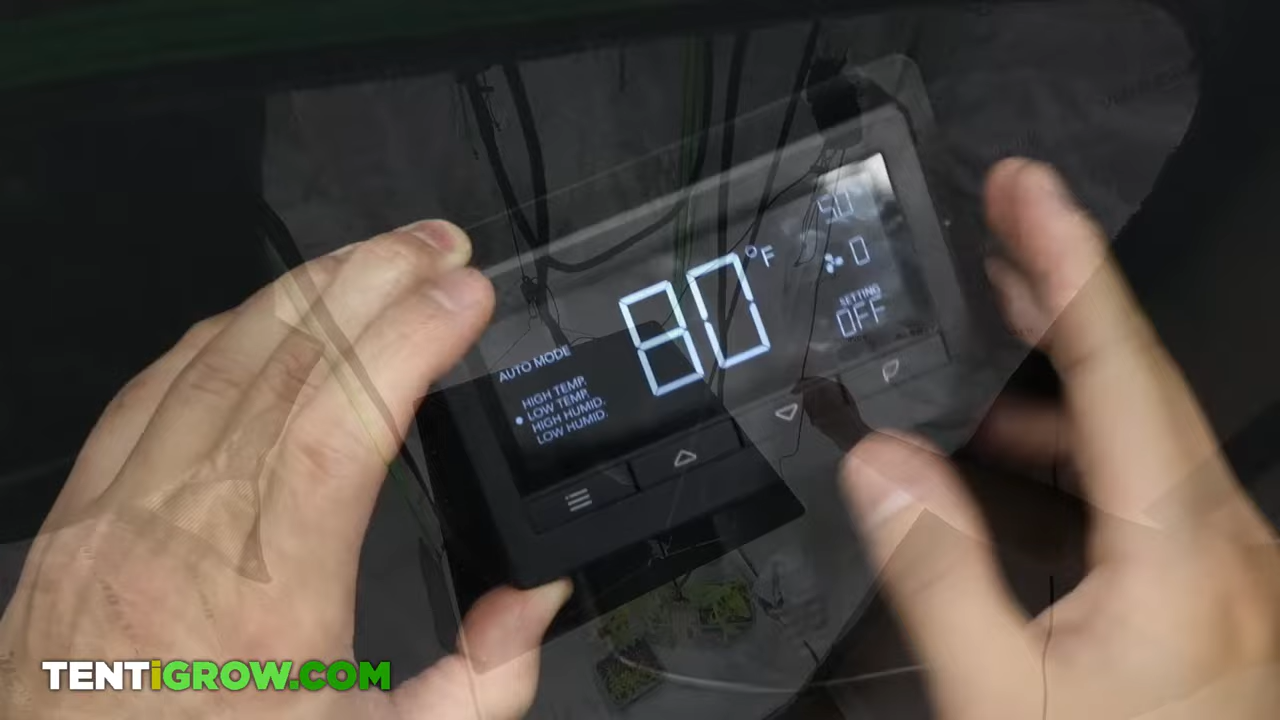 80°F
50
0
SETTING
OFF
AUTO MODE
HIGH TEMP.
LOW TEMP.
HIGH HUMID.
LOW HUMID.
TENTiGROW.COM